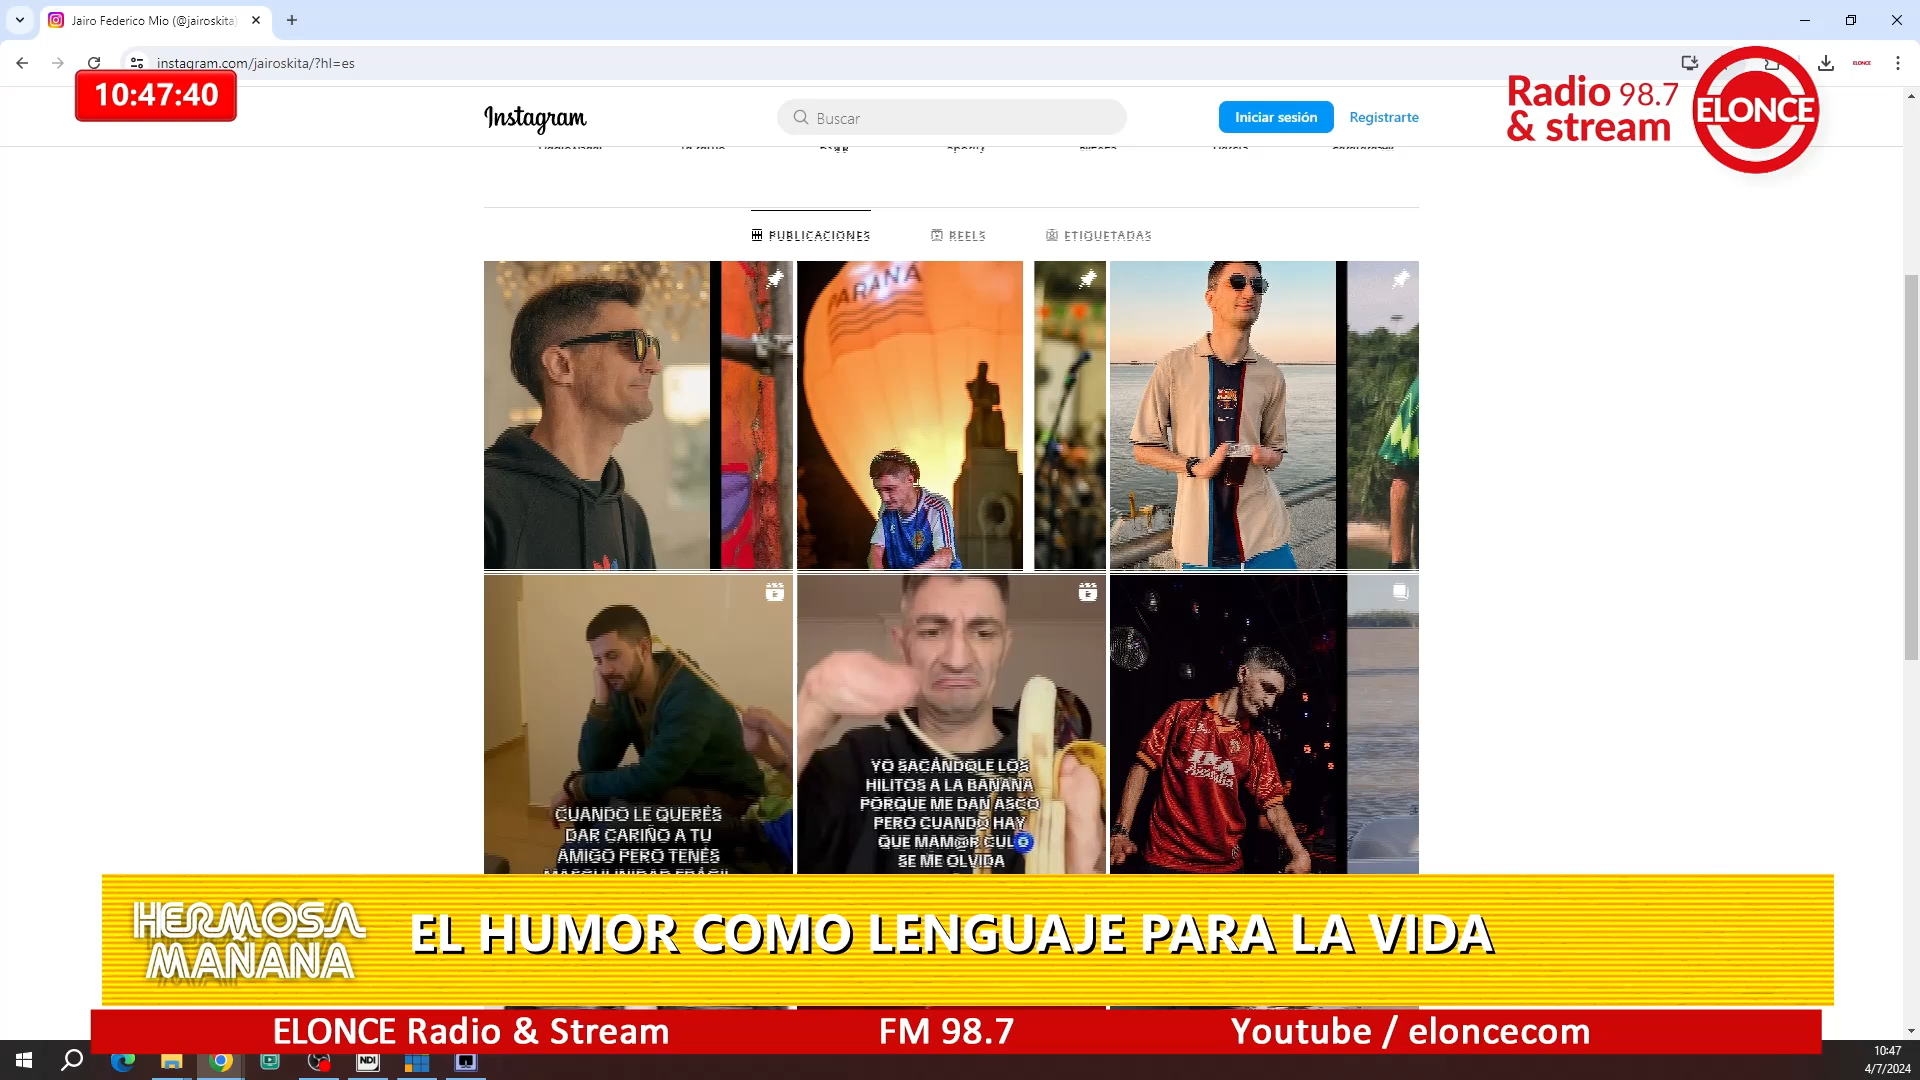 Jairo Federico Mio (@jairoskita
instagram.com/jairoskita/?hl=es
10:47:40
Instagram
Buscar
Iniciar sesión
Registrarte
Radio 98.7
& stream
ELONCE
PUBLICACIONES
REELS
ETIQUETADAS
PARANA
CUANDO LE QUERÉS
DAR CARIÑO A TU
AMIGO PERO TENÉS
MASCULINIDAD FRÁGIL
YO SACÁNDOLE LOS
HILITOS A LA BANANA
PORQUE ME DAN ASCO
PERO CUANDO HAY
QUE MAM@R CUL🧿
SE ME OLVIDA
HERMOSA
MAÑANA
EL HUMOR COMO LENGUAJE PARA LA VIDA
ELONCE Radio & Stream
FM 98.7
Youtube / eloncecom
NDI
10:47
4/7/2024